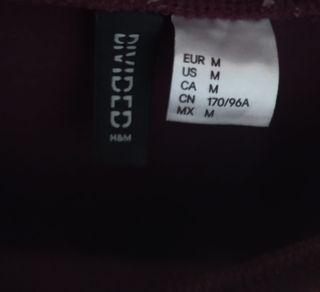 DIVIDED
H&M
EUR M
US M
CA M
CN 170/96A
MX M